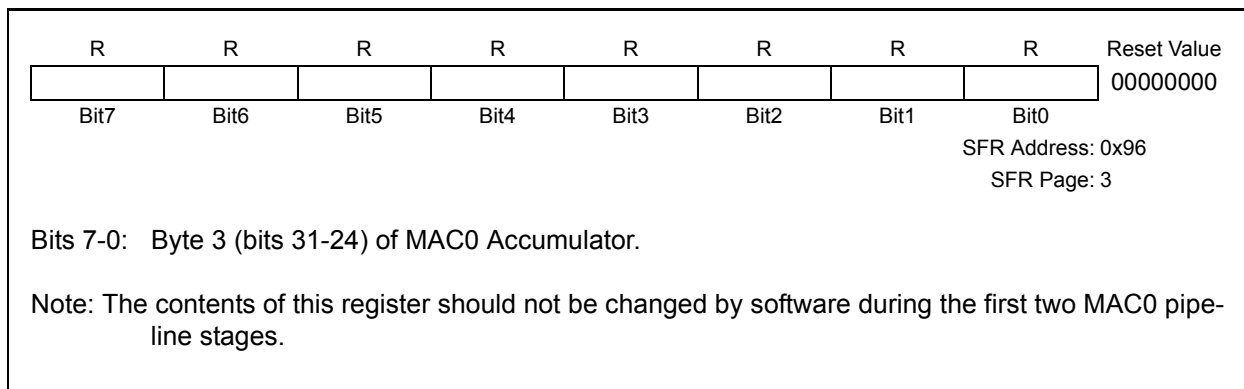 R R R R R R R R Reset Value
00000000
Bit7 Bit6 Bit5 Bit4 Bit3 Bit2 Bit1 Bit0
SFR Address: 0x96
SFR Page: 3
Bits 7-0: Byte 3 (bits 31-24) of MAC0 Accumulator.
Note: The contents of this register should not be changed by software during the first two MAC0 pipe-
line stages.